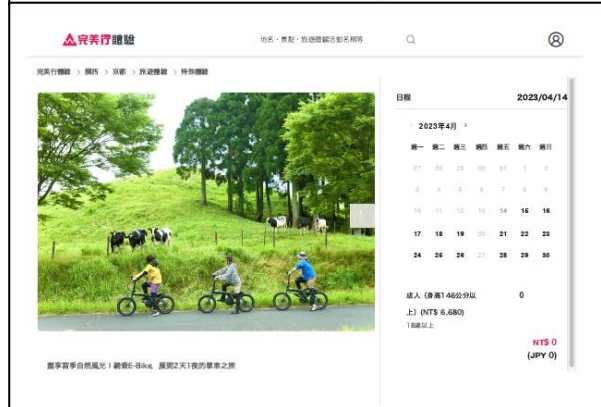 完美行體驗
地名・景點・旅遊體驗活動名稱等
完美行體驗 > 關西 > 京都 > 旅遊體驗 > 特殊體驗
日程 2023/04/14
‹ 2023年4月 ›
週一 週二 週三 週四 週五 週六 週日
27 28 29 30 31 1 2
3 4 5 6 7 8 9
10 11 12 13 14 15 16
17 18 19 20 21 22 23
24 25 26 27 28 29 30
成人 (身高146公分以 0
上) (NT$ 6,680)
18歲以上
NT$ 0
(JPY 0)
盡享當季自然風光！騎乘E-Bike，展開2天1夜的單車之旅